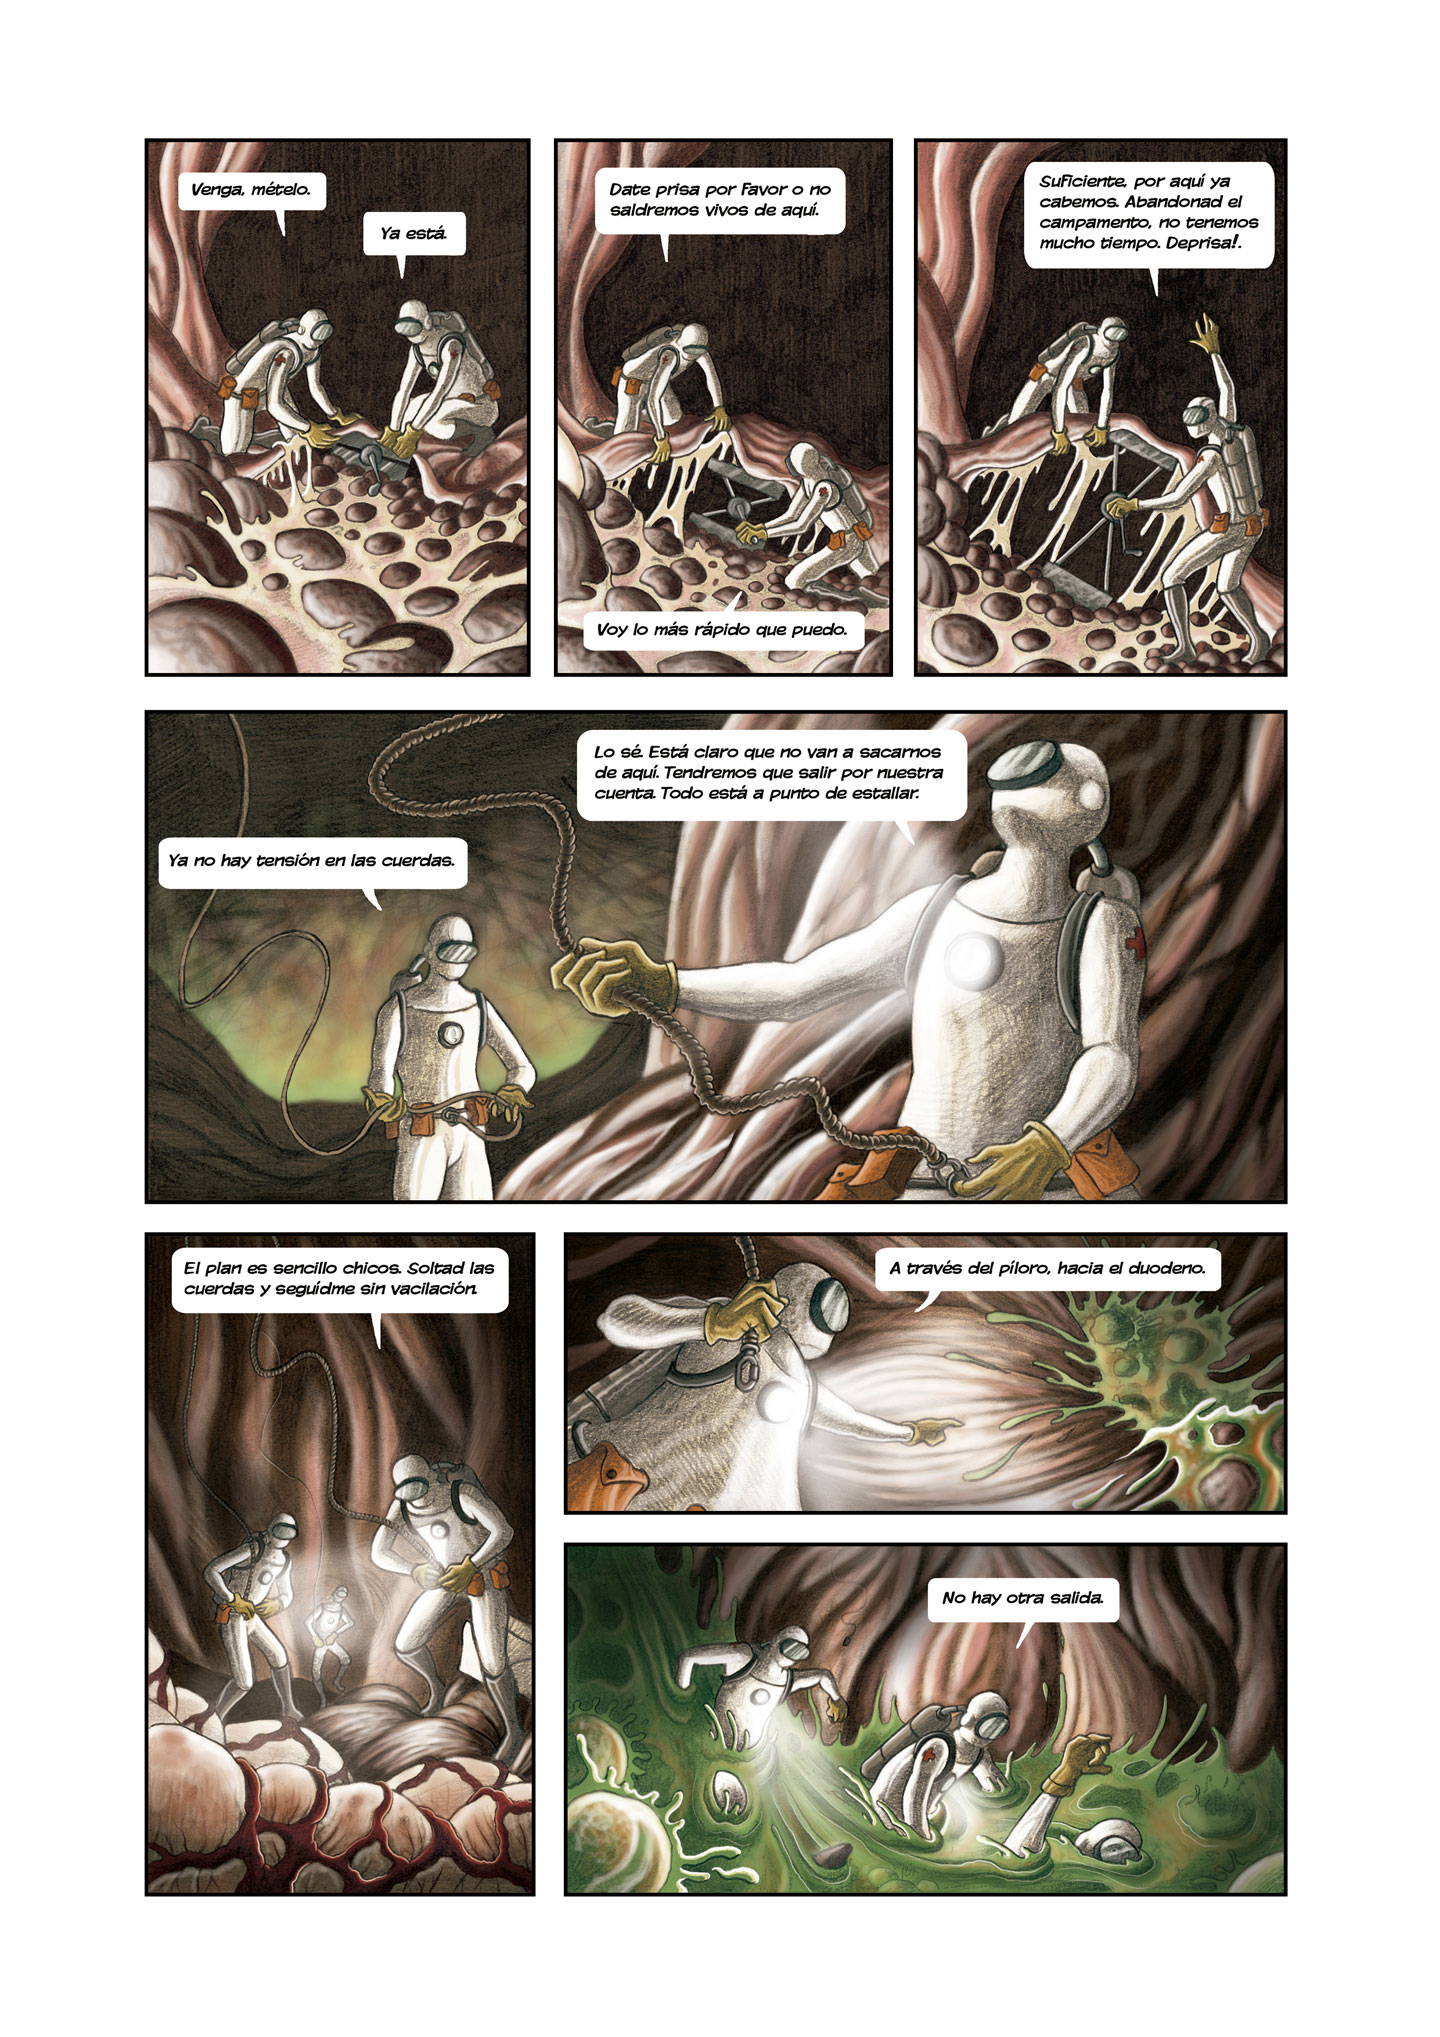 Venga, mételo.
Ya está.
Date prisa por favor o no
saldremos vivos de aquí.
Voy lo más rápido que puedo.
Suficiente, por aquí ya
cabemos. Abandonad el
campamento, no tenemos
mucho tiempo. Deprisa!.
Ya no hay tensión en las cuerdas.
Lo sé. Está claro que no van a sacarnos
de aquí. Tendremos que salir por nuestra
cuenta. Todo está a punto de estallar.
El plan es sencillo chicos. Soltad las
cuerdas y seguídme sin vacilación.
A través del píloro, hacia el duodeno.
No hay otra salida.